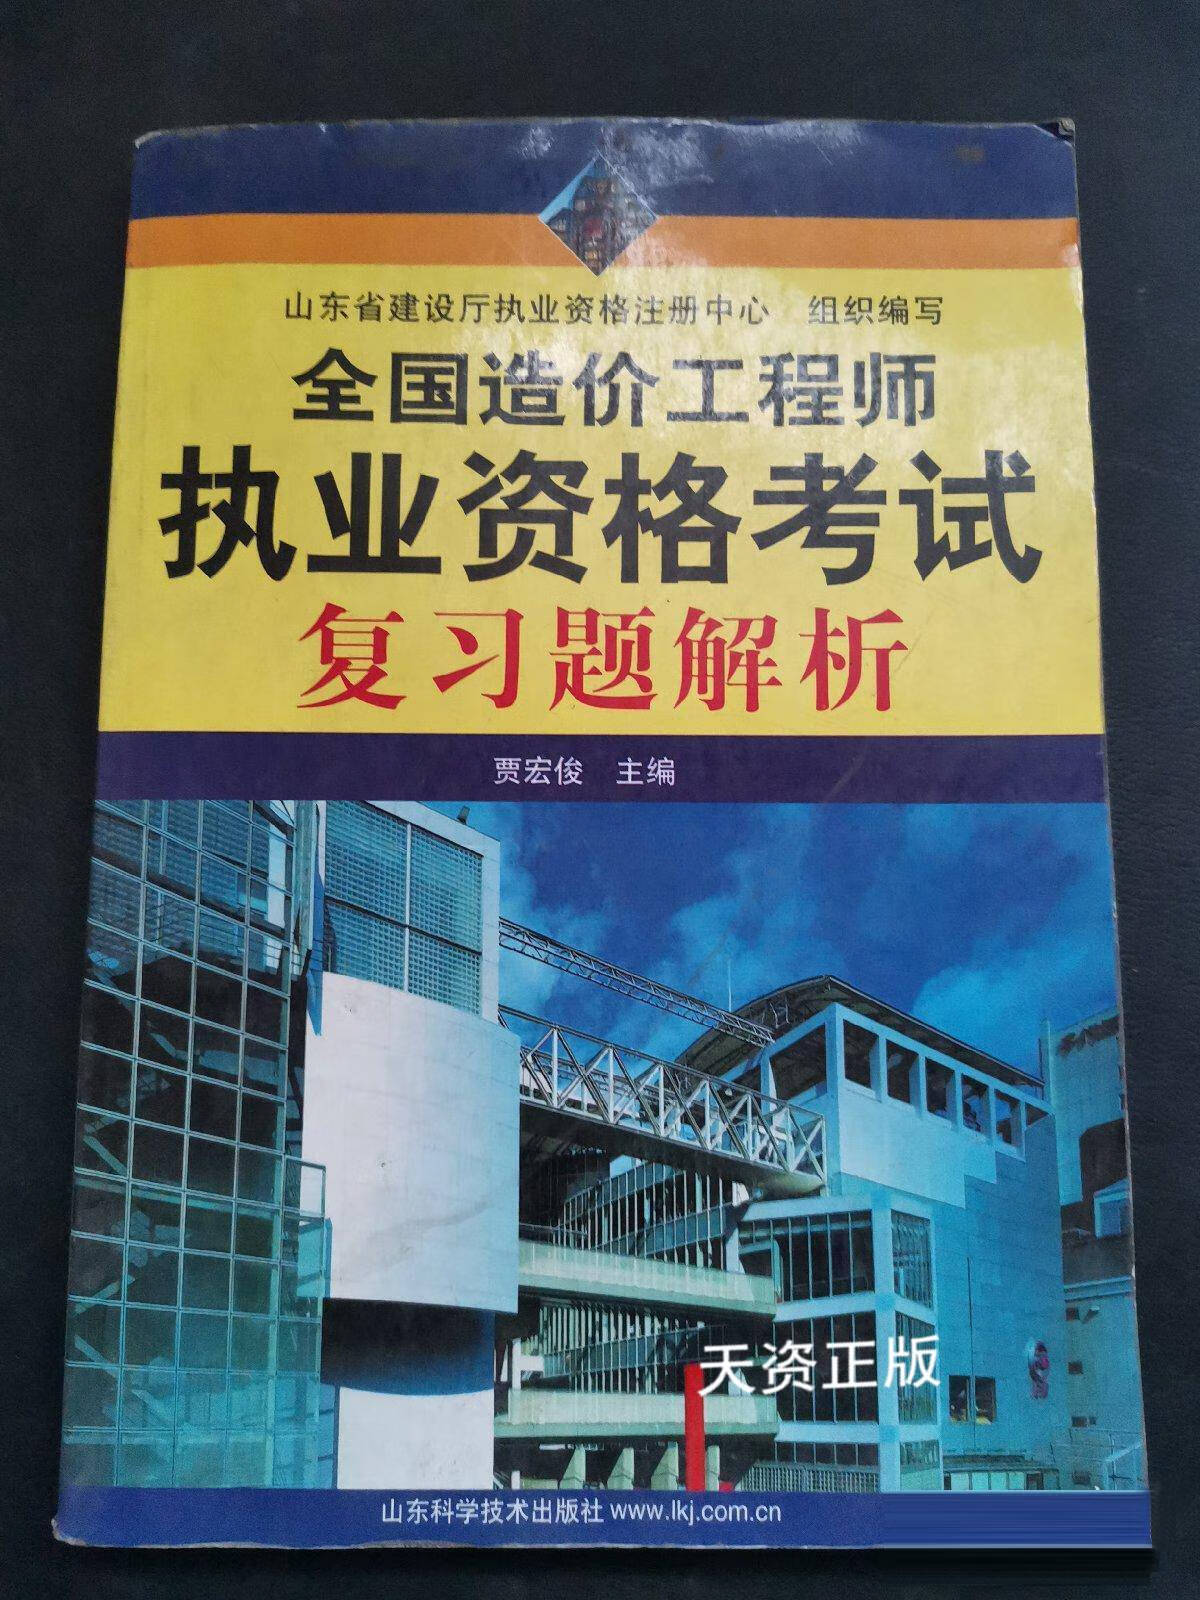 山东省建设厅执业资格注册中心 组织编写
全国造价工程师
执业资格考试
复习题解析
贾宏俊 主编
天资正版
山东科学技术出版社 www.lkj.com.cn